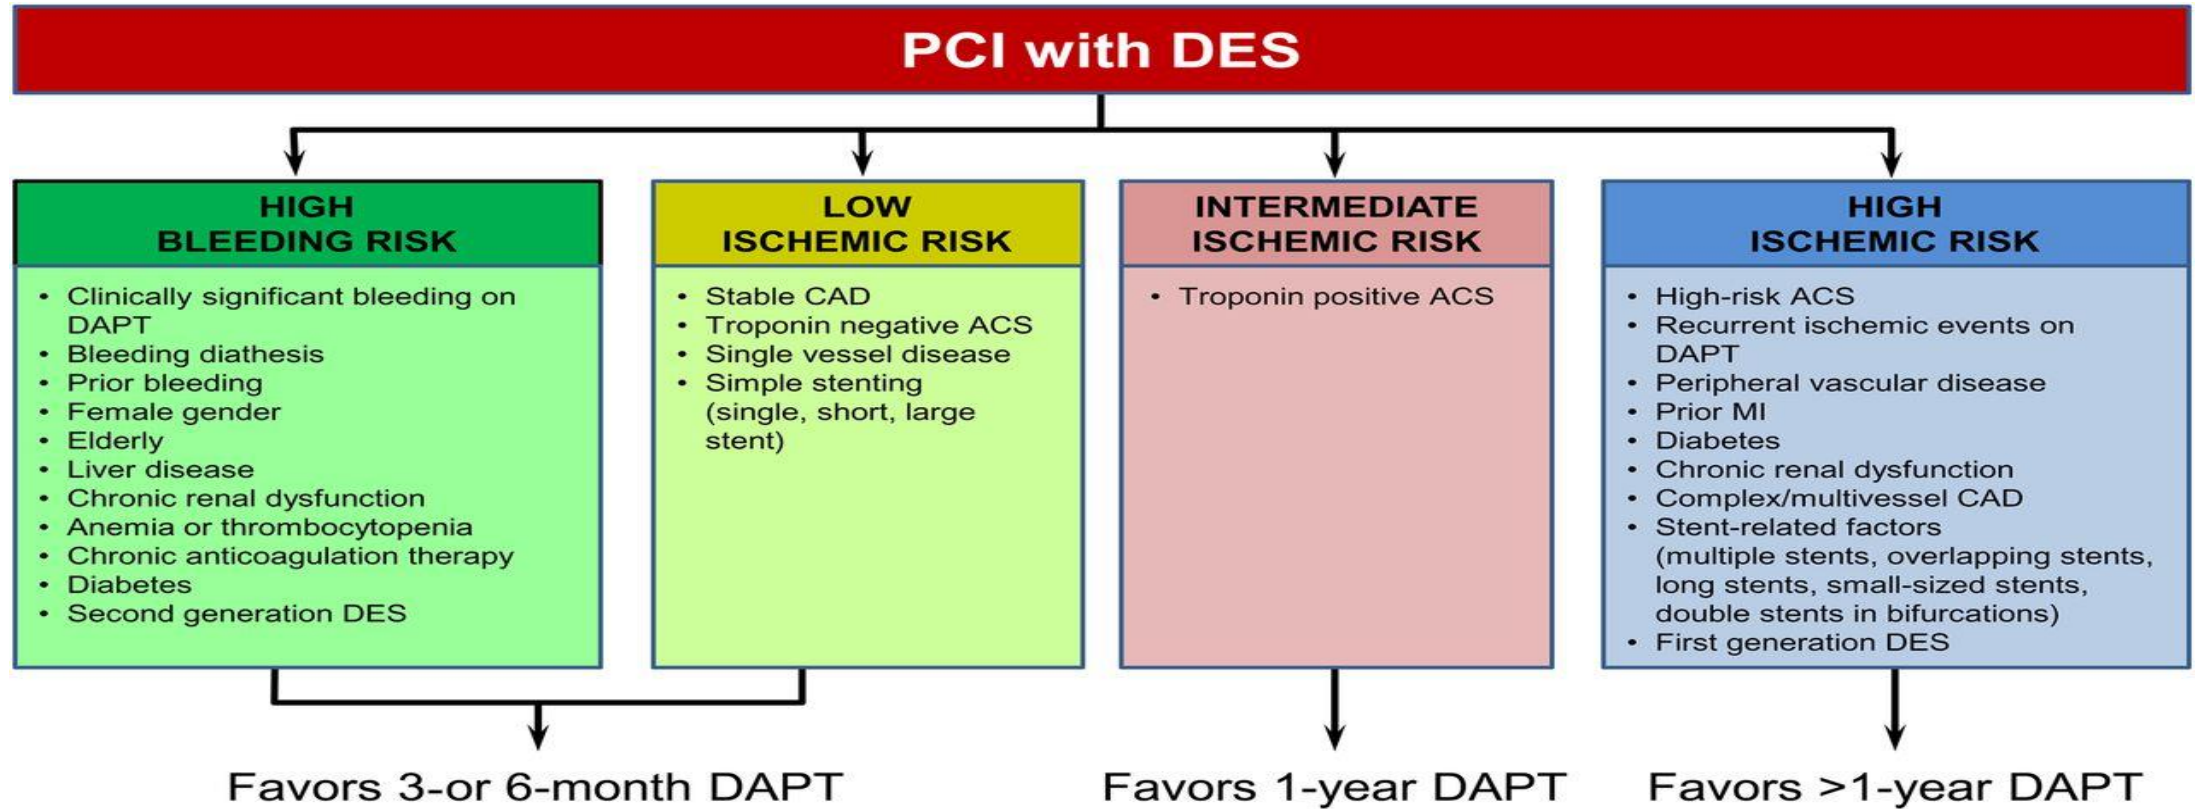 PCI with DES
HIGH
BLEEDING RISK
• Clinically significant bleeding on
DAPT
• Bleeding diathesis
• Prior bleeding
• Female gender
• Elderly
• Liver disease
• Chronic renal dysfunction
• Anemia or thrombocytopenia
• Chronic anticoagulation therapy
• Diabetes
• Second generation DES
LOW
ISCHEMIC RISK
• Stable CAD
• Troponin negative ACS
• Single vessel disease
• Simple stenting
(single, short, large
stent)
INTERMEDIATE
ISCHEMIC RISK
• Troponin positive ACS
HIGH
ISCHEMIC RISK
• High-risk ACS
• Recurrent ischemic events on
DAPT
• Peripheral vascular disease
• Prior MI
• Diabetes
• Chronic renal dysfunction
• Complex/multivessel CAD
• Stent-related factors
(multiple stents, overlapping stents,
long stents, small-sized stents,
double stents in bifurcations)
• First generation DES
Favors 3-or 6-month DAPT
Favors 1-year DAPT
Favors >1-year DAPT